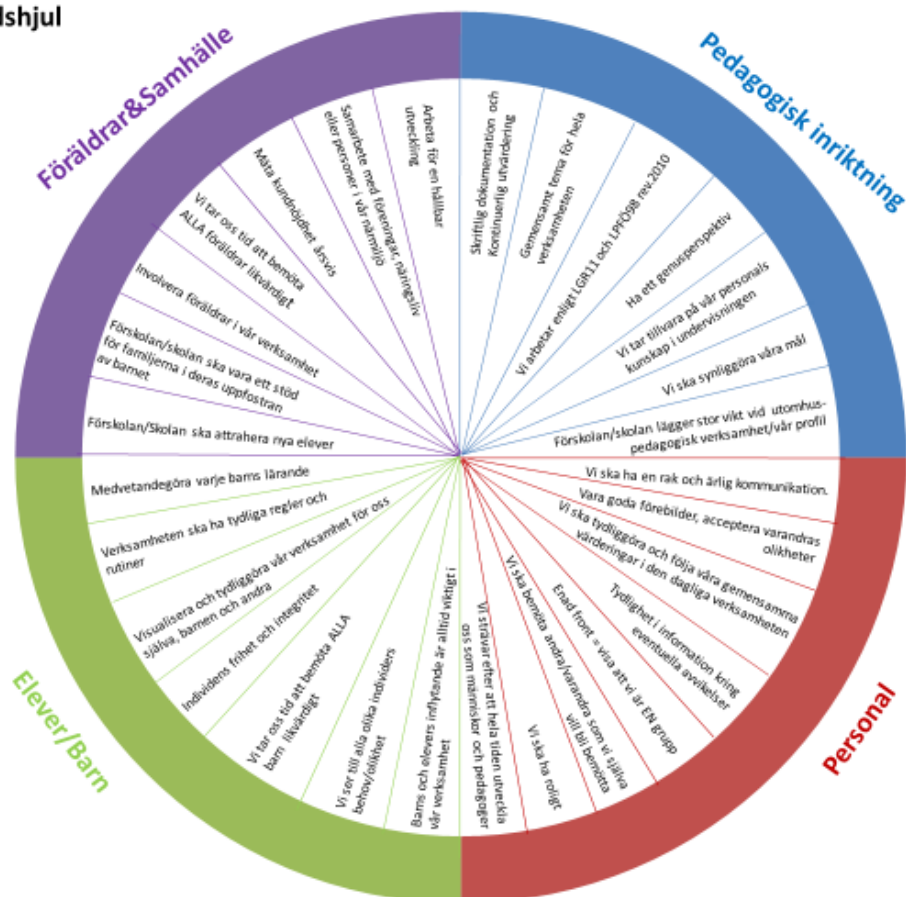 lshjul
Föräldrar&Samhälle
Pedagogisk inriktning
Personal
Elever/Barn
Skriftlig dokumentation och
Kontinuerlig utvärdering
Gemensamt tema för hela
verksamheten
Vi arbetar enligt LGR11 och LPFÖ98 rev.2010
Ha ett genusperspektiv
Vi tar tillvara på vår personals
kunskap i undervisningen
Vi ska synliggöra våra mål
Förskolan/skolan lägger stor vikt vid utomhus-
pedagogisk verksamhet/vår profil
Vi ska ha en rak och ärlig kommunikation.
Vara goda förebilder, acceptera varandras
olikheter
Vi ska tydliggöra och följa våra gemensamma
värderingar i den dagliga verksamheten
Tydlighet i information kring
eventuella avvikelser
Enad front = visa att vi är EN grupp
Vi ska bemöta andra/varandra som vi själva
vill bli bemötta
Vi ska ha roligt
Vi strävar efter att hela tiden utveckla
oss som människor och pedagoger
Barns och elevers inflytande är alltid viktigt i
vår verksamhet
Vi ser till alla olika individers
behov/olikhet
Vi tar oss tid att bemöta ALLA
barn likvärdigt
Individens frihet och integritet
Visualisera och tydliggöra vår verksamhet för oss
själva, barnen och andra
Verksamheten ska ha tydliga regler och
rutiner
Medvetandegöra varje barns lärande
Förskolan/Skolan ska attrahera nya elever
Förskolan/skolan ska vara ett stöd
för familjerna i deras uppfostran
av barnet
Involvera föräldrar i vår verksamhet
Vi tar oss tid att bemöta
ALLA föräldrar likvärdigt
Mäta kundnöjdhet årsvis
Samarbete med föreningar, näringsliv
eller personer i vår närmiljö
Arbeta för en hållbar
utveckling